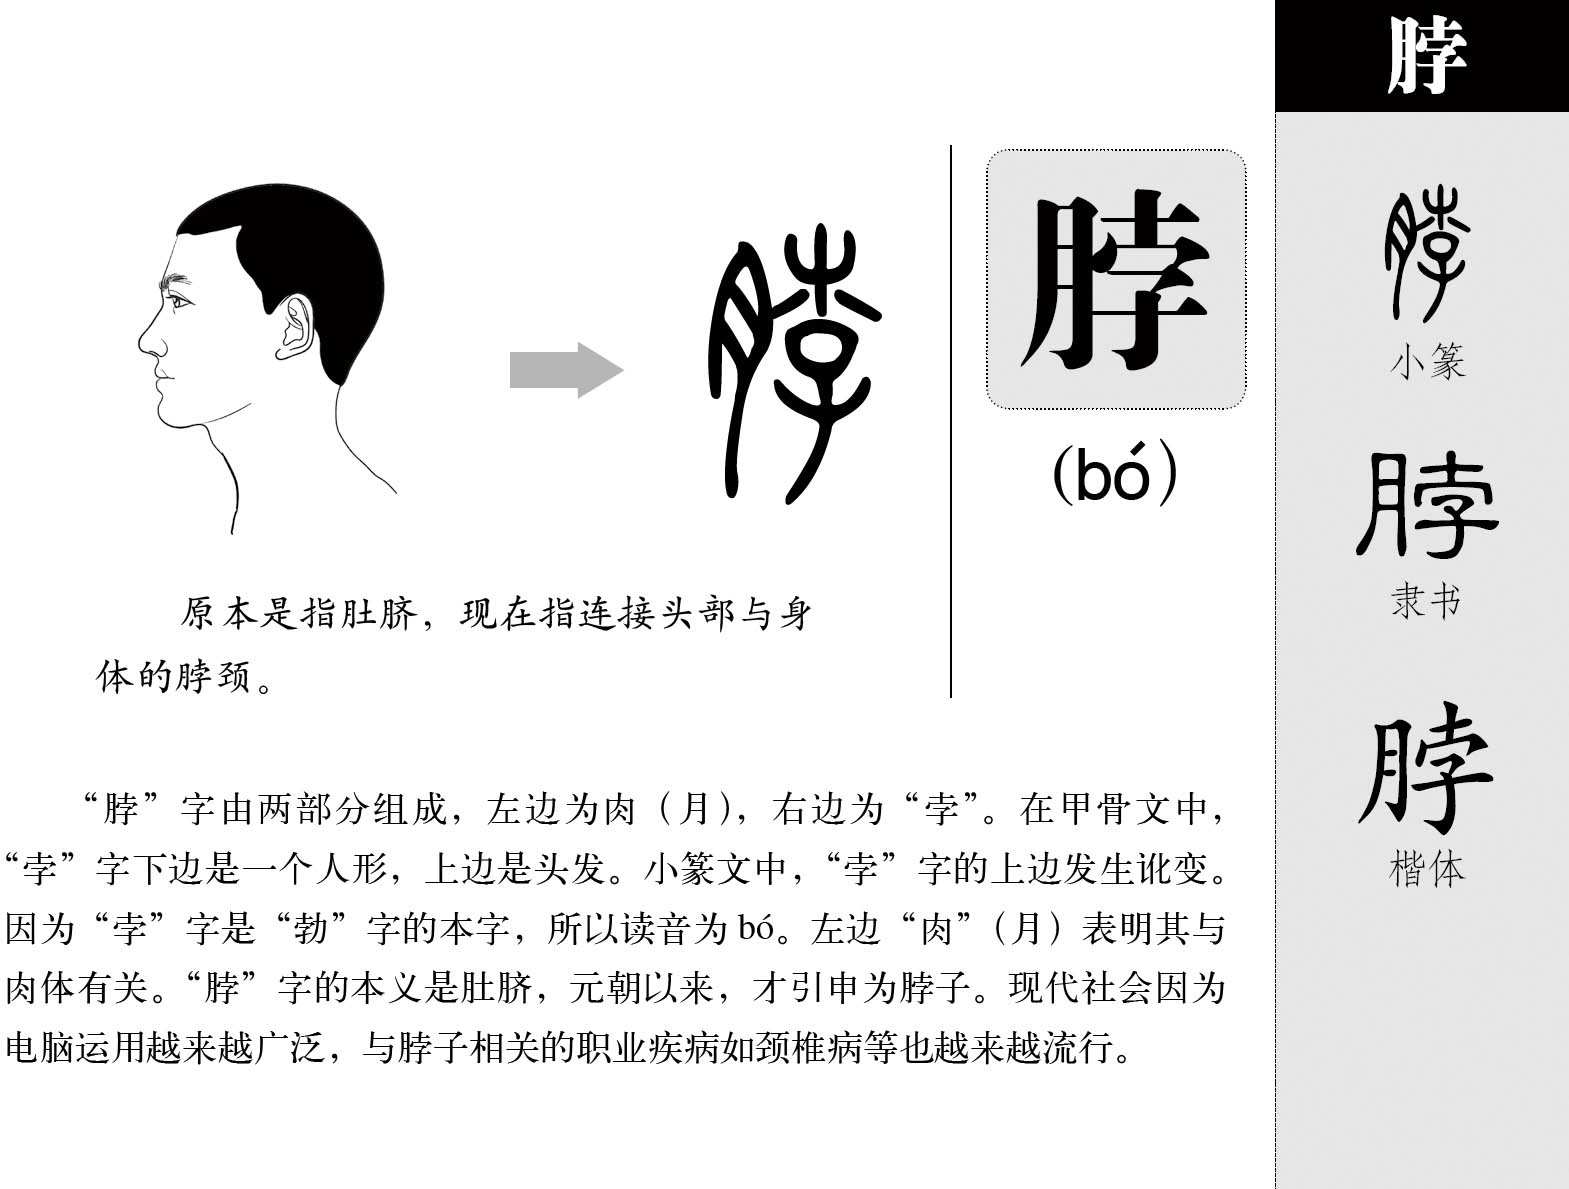 脖
脖
脖
(bó)
原本是指肚脐，现在指连接头部与身
体的脖颈。
“脖”字由两部分组成，左边为肉（月），右边为“孛”。在甲骨文中，
“孛”字下边是一个人形，上边是头发。小篆文中，“孛”字的上边发生讹变。
因为“孛”字是“勃”字的本字，所以读音为 bó。左边“肉”（月）表明其与
肉体有关。“脖”字的本义是肚脐，元朝以来，才引申为脖子。现代社会因为
电脑运用越来越广泛，与脖子相关的职业疾病如颈椎病等也越来越流行。
脖
小篆
脖
隶书
脖
楷体